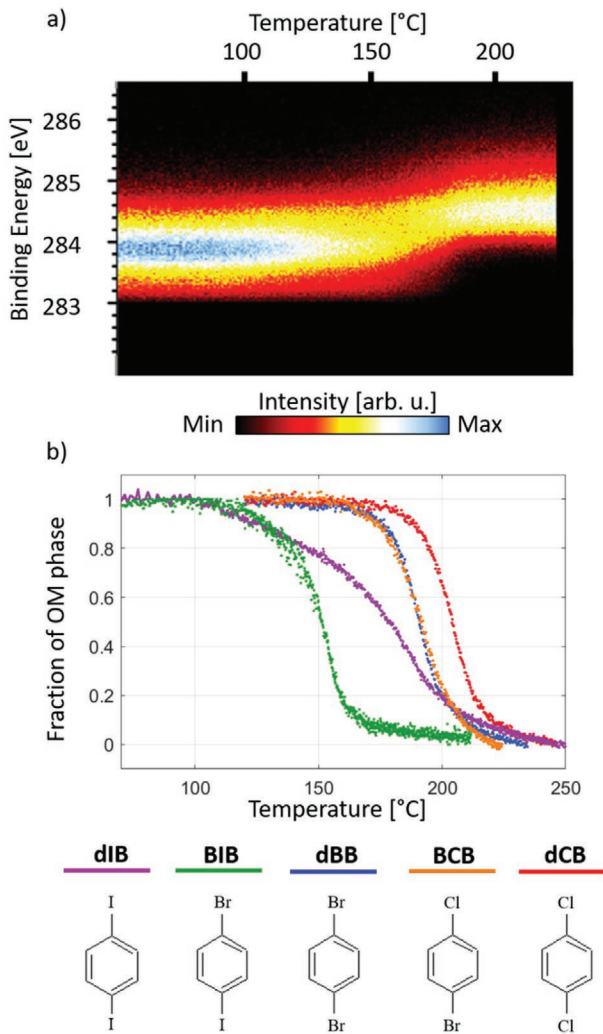 a)
Temperature [°C]
100 150 200
Binding Energy [eV]
286
285
284
283
Intensity [arb. u.]
Min Max
b)
Fraction of OM phase
1
0.8
0.6
0.4
0.2
0
100 150 200 250
Temperature [°C]
dIB BIB dBB BCB dCB
I Br Br Cl Cl
I I Br Br Cl